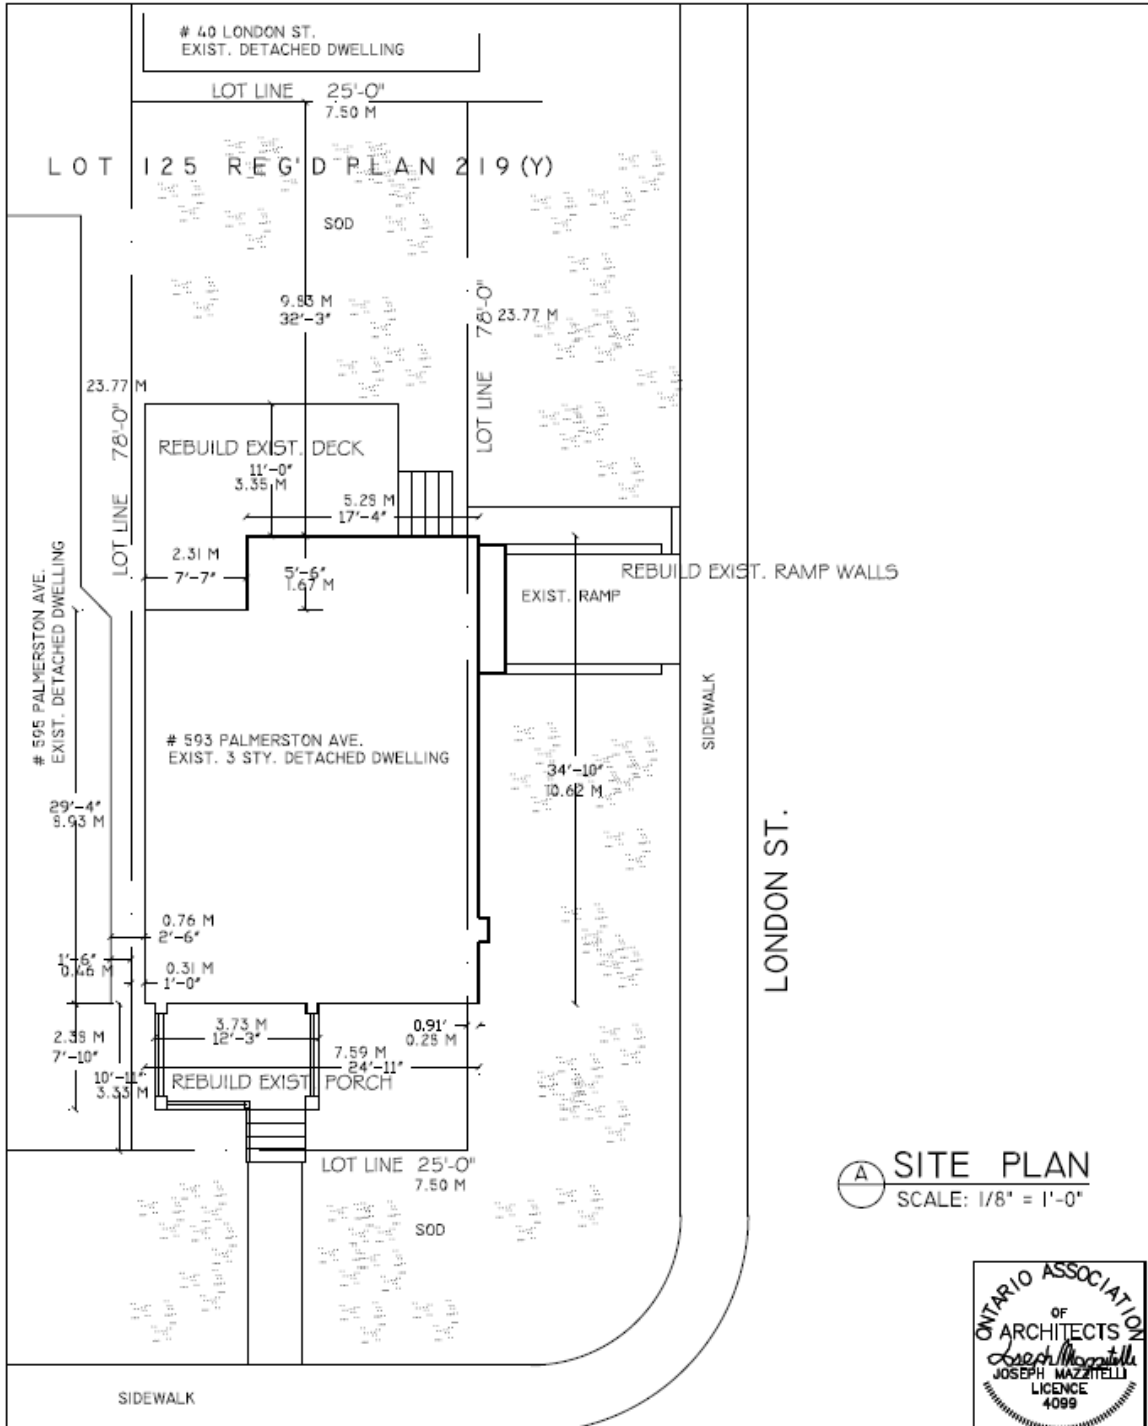 # 40 LONDON ST.
EXIST. DETACHED DWELLING
LOT LINE 25'-0"
7.50 M
LOT 125 REG'D PLAN 219(Y)
SOD
9.83 M
32'-3"
LOT LINE 78'-0"
23.77 M
23.77 M
LOT LINE 78'-0"
REBUILD EXIST. DECK
11'-0"
3.35 M
5.29 M
17'-4"
2.31 M
7'-7"
5'-6"
1.67 M
REBUILD EXIST. RAMP WALLS
EXIST. RAMP
# 595 PALMERSTON AVE.
EXIST. DETACHED DWELLING
# 593 PALMERSTON AVE.
EXIST. 3 STY. DETACHED DWELLING
SIDEWALK
34'-10"
10.62 M
29'-4"
8.93 M
LONDON ST.
0.76 M
2'-6"
1'-6"
0.46 M
0.31 M
1'-0"
3.73 M
12'-3"
0.91'
0.28 M
2.38 M
7'-10"
7.59 M
24'-11"
10'-11"
3.33 M
REBUILD EXIST. PORCH
LOT LINE 25'-0"
7.50 M
SOD
A SITE PLAN
SCALE: 1/8" = 1'-0"
SIDEWALK
ONTARIO ASSOCIATION
OF
ARCHITECTS
Joseph Mazzitelli
JOSEPH MAZZITELLI
LICENCE
4099